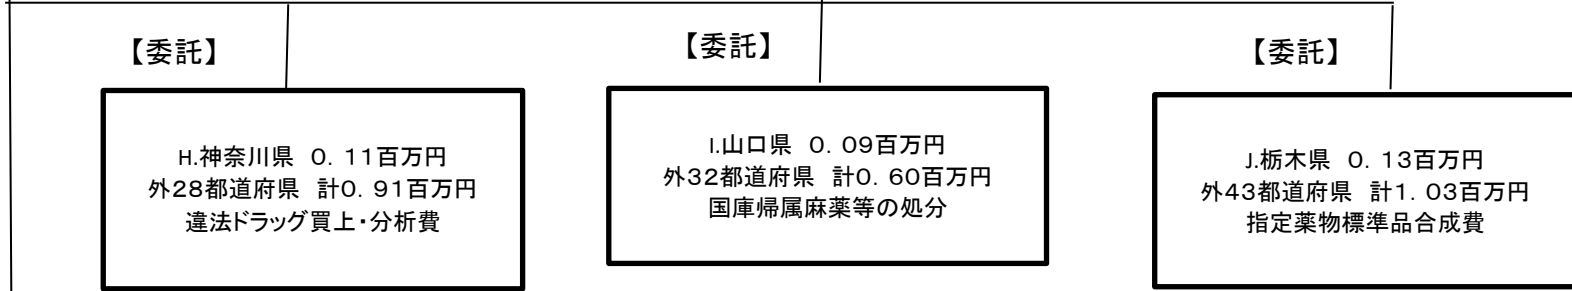 【委託】
H.神奈川県　０．１１百万円
外２８都道府県　計０．９１百万円
違法ドラッグ買上・分析費
【委託】
I.山口県　０．０９百万円
外３２都道府県　計０．６０百万円
国庫帰属麻薬等の処分
【委託】
J.栃木県　０．１３百万円
外４３都道府県　計１．０３百万円
指定薬物標準品合成費